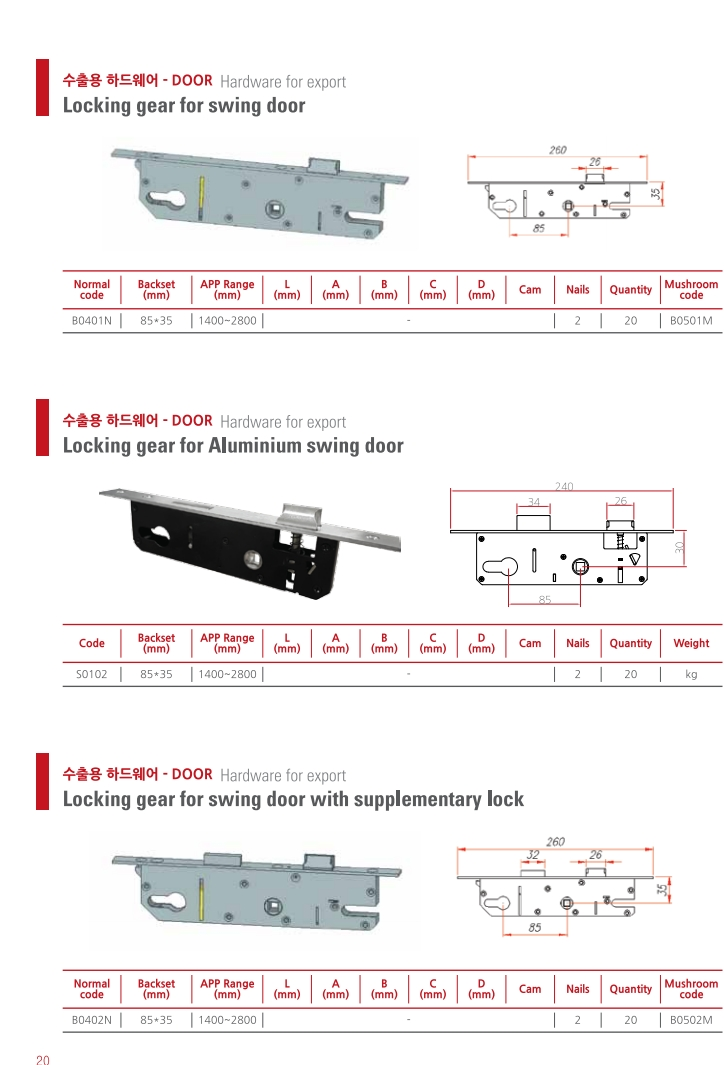 수출용 하드웨어 - DOOR Hardware for export
Locking gear for swing door
260
26
35
85
Normal code Backset (mm) APP Range (mm) L (mm) A (mm) B (mm) C (mm) D (mm) Cam Nails Quantity Mushroom code
B0401N 85*35 1400~2800 - 2 20 B0501M
수출용 하드웨어 - DOOR Hardware for export
Locking gear for Aluminium swing door
240
34 26
30
85
Code Backset (mm) APP Range (mm) L (mm) A (mm) B (mm) C (mm) D (mm) Cam Nails Quantity Weight
S0102 85*35 1400~2800 - 2 20 kg
수출용 하드웨어 - DOOR Hardware for export
Locking gear for swing door with supplementary lock
260
32 26
35
85
Normal code Backset (mm) APP Range (mm) L (mm) A (mm) B (mm) C (mm) D (mm) Cam Nails Quantity Mushroom code
B0402N 85*35 1400~2800 - 2 20 B0502M
20